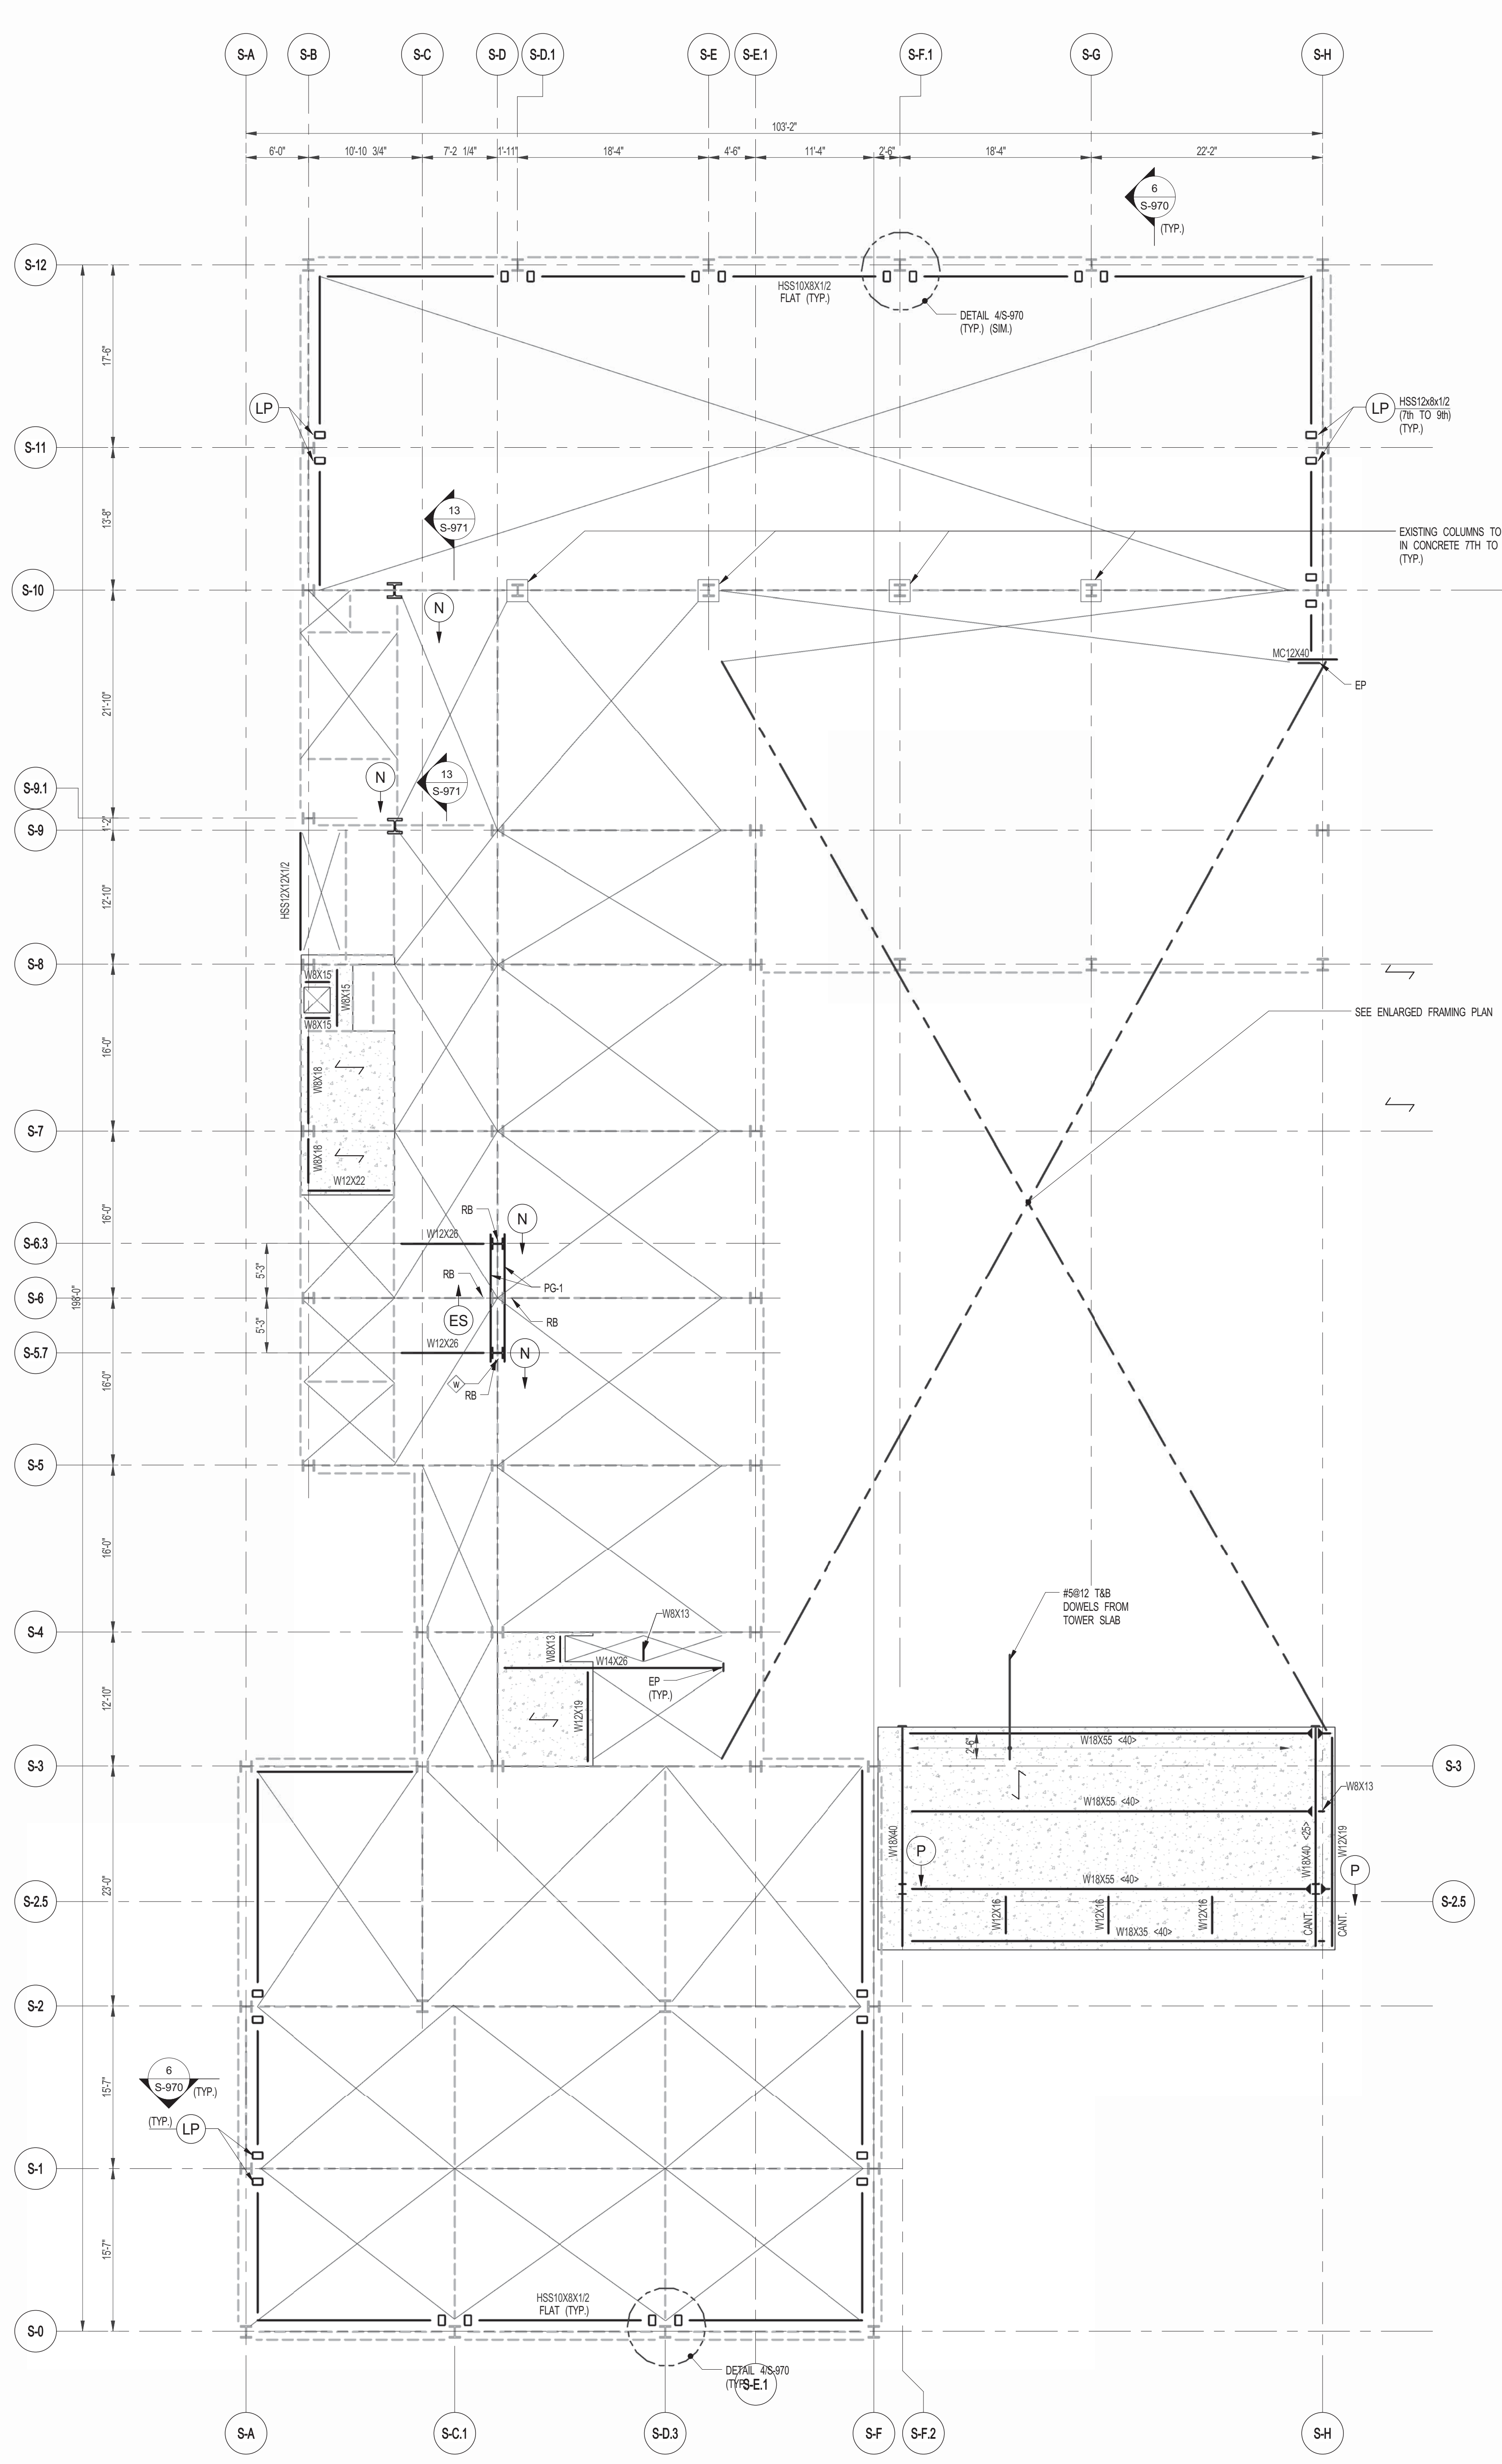 S-A
S-B
S-C
S-D
S-D.1
S-E
S-E.1
S-F.1
S-G
S-H
103'-2"
6'-0"
10'-10 3/4"
7'-2 1/4"
1'-11"
18'-4"
4'-6"
11'-4"
2'-6"
18'-4"
22'-2"
6
S-970
(TYP.)
S-12
HSS10X8X1/2
FLAT (TYP.)
DETAIL 4/S-970
(TYP.) (SIM.)
17'-6"
LP
LP
HSS12x8x1/2
(7th TO 9th)
(TYP.)
S-11
13'-8"
13
S-971
EXISTING COLUMNS TO
IN CONCRETE 7TH TO
(TYP.)
S-10
N
MC12X40
EP
21'-10"
N
13
S-971
S-9.1
1'-2"
S-9
HSS12X12X1/2
12'-10"
S-8
W8X15
W8X15
W8X15
SEE ENLARGED FRAMING PLAN
16'-0"
W8X18
S-7
W8X18
W12X22
16'-0"
RB
N
W12X26
S-6.3
5'-3"
RB
PG-1
198'-0"
S-6
ES
RB
5'-3"
W12X26
N
S-5.7
W
RB
16'-0"
S-5
16'-0"
#5@12 T&B
DOWELS FROM
TOWER SLAB
S-4
W8X13
W8X13
W14X26
EP
(TYP.)
12'-10"
W12X19
S-3
2'-6"
W18X55 <40>
S-3
W8X13
W18X55 <40>
W18X40
W18X40 <25>
W12X19
P
P
23'-0"
W18X55 <40>
S-2.5
S-2.5
W12X16
W12X16
W12X16
CANT.
CANT.
W18X35 <40>
S-2
15'-7"
6
S-970
(TYP.)
(TYP.)
LP
S-1
15'-7"
HSS10X8X1/2
FLAT (TYP.)
S-0
DETAIL 4/S-970
(TYP.)
S-E.1
S-A
S-C.1
S-D.3
S-F
S-F.2
S-H